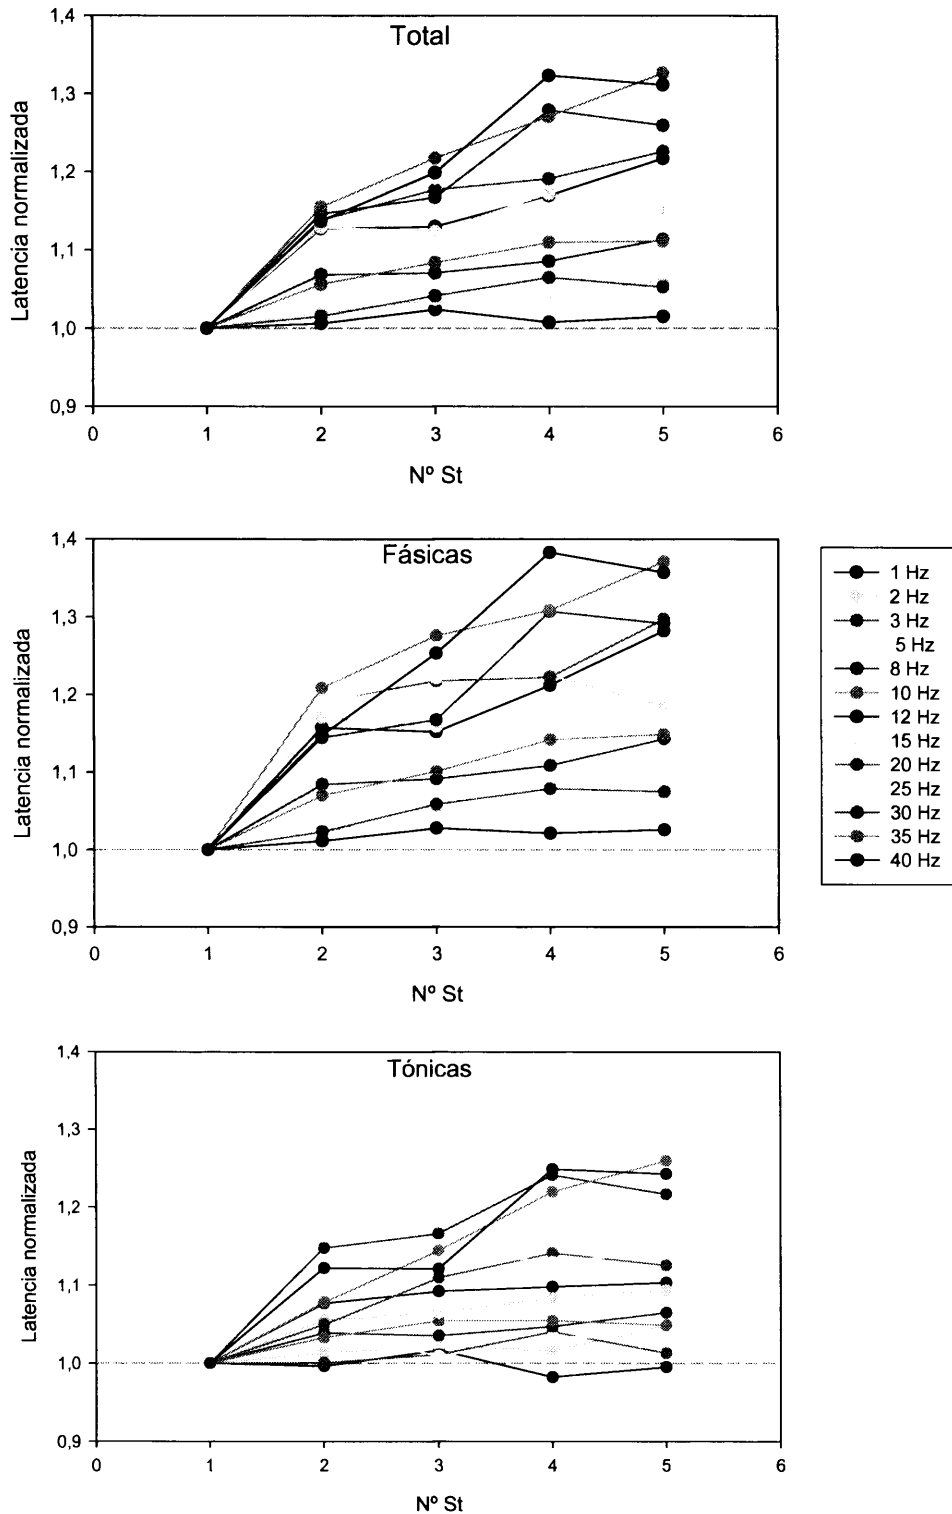 Total
1,4
1,3
1,2
1,1
1,0
0,9
Latencia normalizada
0 1 2 3 4 5 6
Nº St
Fásicas
1,4
1,3
1,2
1,1
1,0
0,9
Latencia normalizada
0 1 2 3 4 5 6
Nº St
1 Hz
2 Hz
3 Hz
5 Hz
8 Hz
10 Hz
12 Hz
15 Hz
20 Hz
25 Hz
30 Hz
35 Hz
40 Hz
Tónicas
1,4
1,3
1,2
1,1
1,0
0,9
Latencia normalizada
0 1 2 3 4 5 6
Nº St